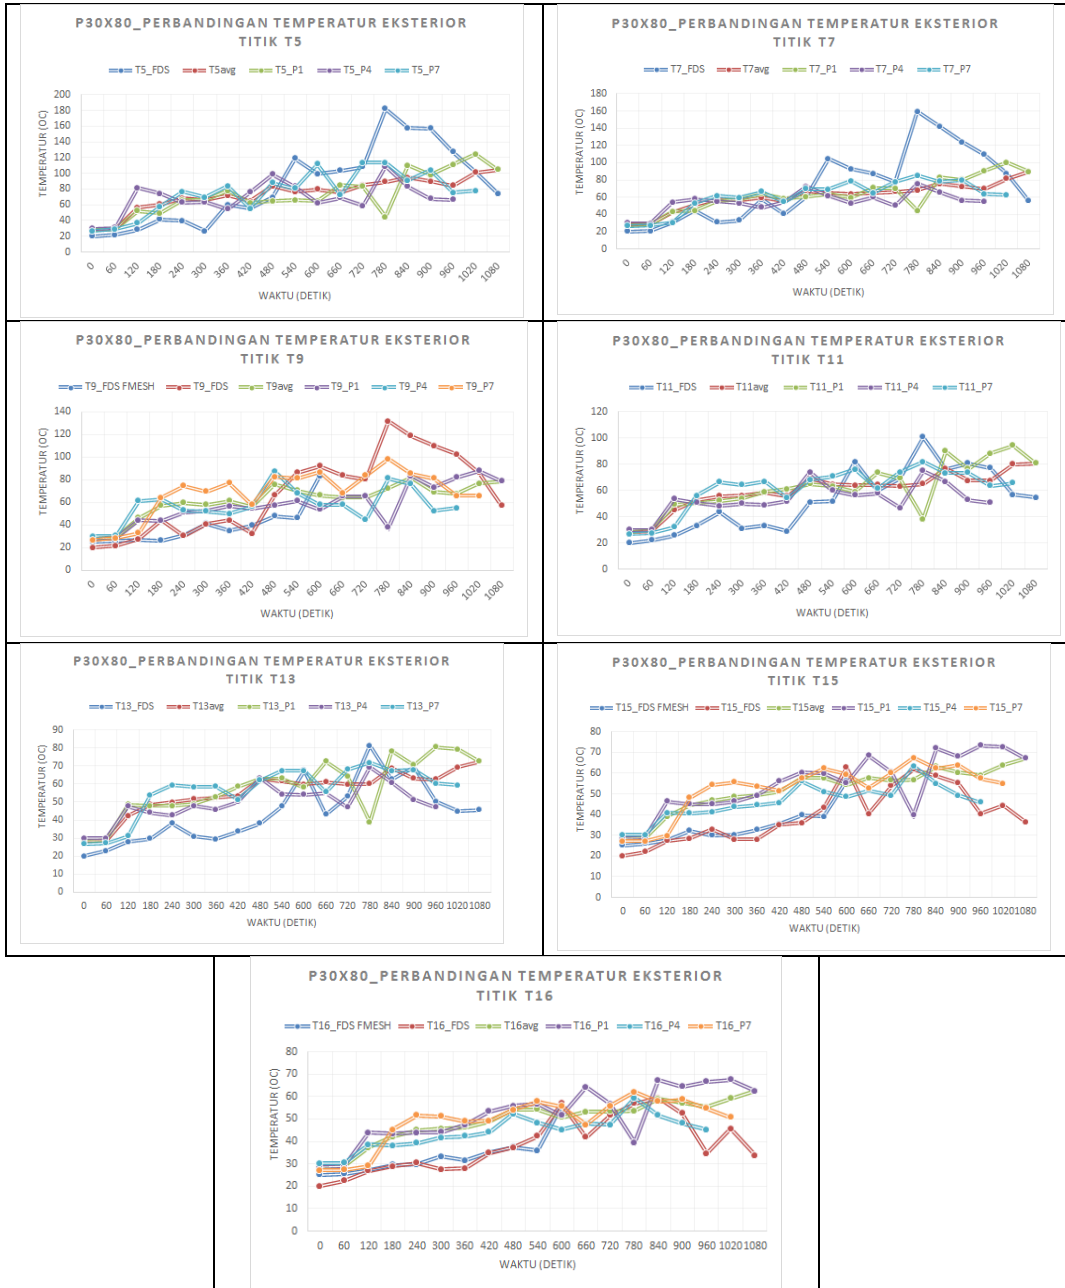 P30X80_PERBANDINGAN TEMPERATUR EKSTERIOR
TITIK T5
T5_FDS T5avg T5_P1 T5_P4 T5_P7
TEMPERATUR (OC)
200
180
160
140
120
100
80
60
40
20
0
0 60 120 180 240 300 360 420 480 540 600 660 720 780 840 900 960 1020 1080
WAKTU (DETIK)
P30X80_PERBANDINGAN TEMPERATUR EKSTERIOR
TITIK T7
T7_FDS T7avg T7_P1 T7_P4 T7_P7
TEMPERATUR (OC)
180
160
140
120
100
80
60
40
20
0
0 60 120 180 240 300 360 420 480 540 600 660 720 780 840 900 960 1020 1080
WAKTU (DETIK)
P30X80_PERBANDINGAN TEMPERATUR EKSTERIOR
TITIK T9
T9_FDS FMESH T9_FDS T9avg T9_P1 T9_P4 T9_P7
TEMPERATUR (OC)
140
120
100
80
60
40
20
0
0 60 120 180 240 300 360 420 480 540 600 660 720 780 840 900 960 1020 1080
WAKTU (DETIK)
P30X80_PERBANDINGAN TEMPERATUR EKSTERIOR
TITIK T11
T11_FDS T11avg T11_P1 T11_P4 T11_P7
TEMPERATUR (OC)
120
100
80
60
40
20
0
0 60 120 180 240 300 360 420 480 540 600 660 720 780 840 900 960 1020 1080
WAKTU (DETIK)
P30X80_PERBANDINGAN TEMPERATUR EKSTERIOR
TITIK T13
T13_FDS T13avg T13_P1 T13_P4 T13_P7
TEMPERATUR (OC)
90
80
70
60
50
40
30
20
10
0
0 60 120 180 240 300 360 420 480 540 600 660 720 780 840 900 960 1020 1080
WAKTU (DETIK)
P30X80_PERBANDINGAN TEMPERATUR EKSTERIOR
TITIK T15
T15_FDS FMESH T15_FDS T15avg T15_P1 T15_P4 T15_P7
TEMPERATUR (OC)
80
70
60
50
40
30
20
10
0
0 60 120 180 240 300 360 420 480 540 600 660 720 780 840 900 960 1020 1080
WAKTU (DETIK)
P30X80_PERBANDINGAN TEMPERATUR EKSTERIOR
TITIK T16
T16_FDS FMESH T16_FDS T16avg T16_P1 T16_P4 T16_P7
TEMPERATUR (OC)
80
70
60
50
40
30
20
10
0
0 60 120 180 240 300 360 420 480 540 600 660 720 780 840 900 960 1020 1080
WAKTU (DETIK)